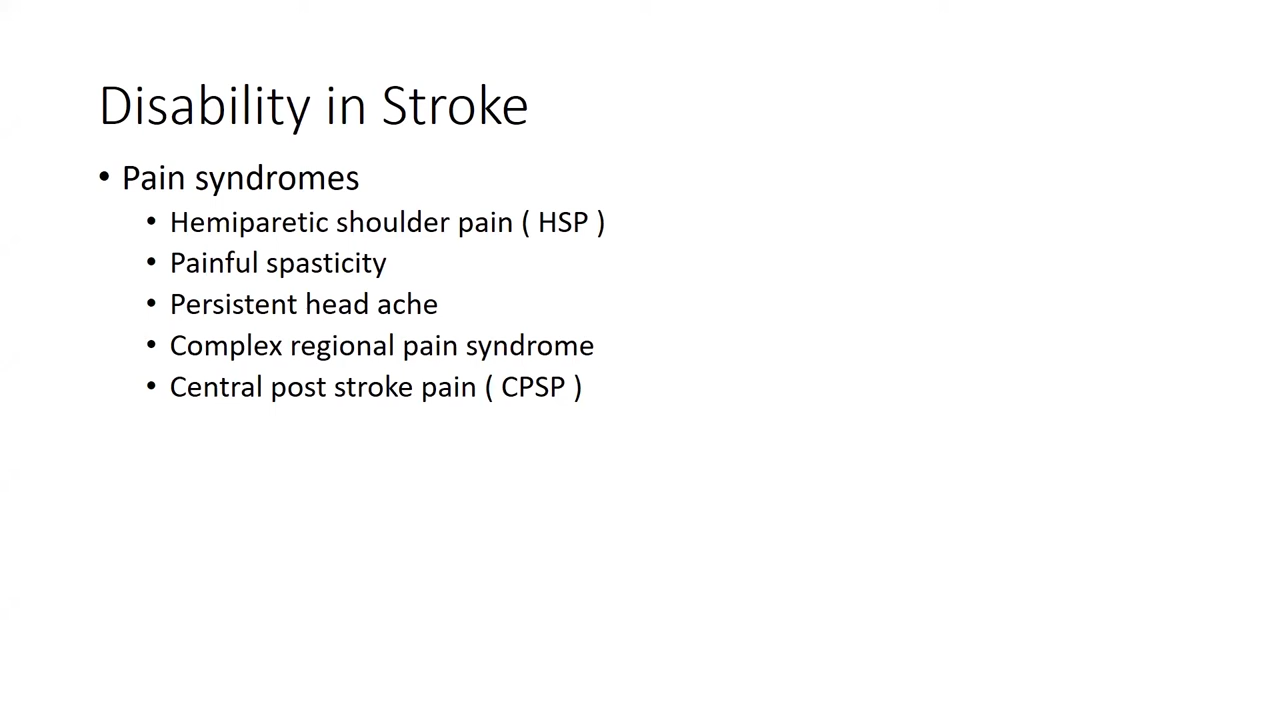 Disability in Stroke
• Pain syndromes
• Hemiparetic shoulder pain ( HSP )
• Painful spasticity
• Persistent head ache
• Complex regional pain syndrome
• Central post stroke pain ( CPSP )